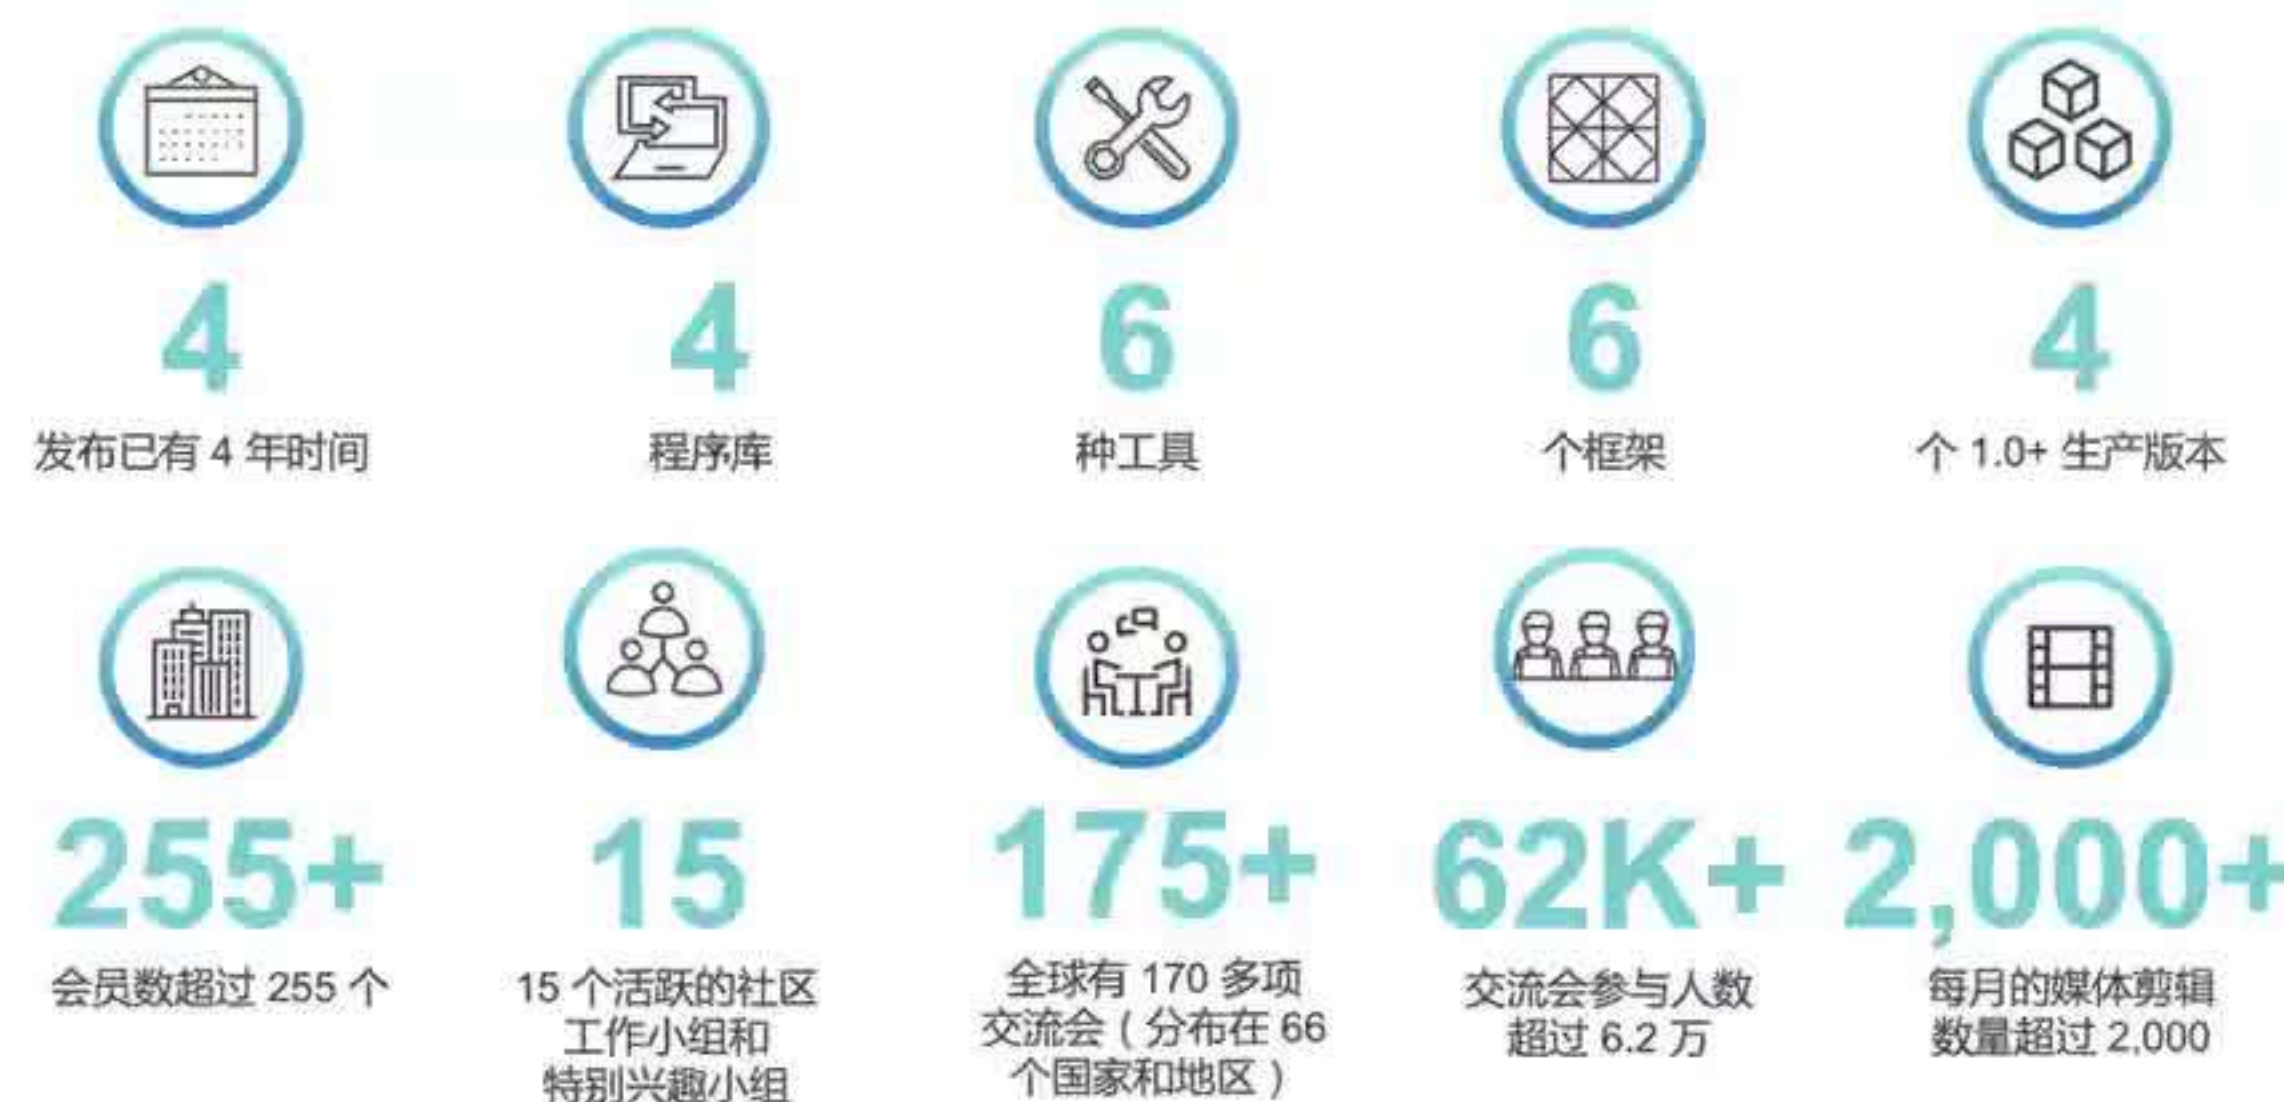 4
发布已有 4 年时间
4
程序库
6
种工具
6
个框架
4
个 1.0+ 生产版本
255+
会员数超过 255 个
15
15 个活跃的社区
工作小组和
特别兴趣小组
175+
全球有 170 多项
交流会（分布在 66
个国家和地区）
62K+
交流会参与人数
超过 6.2 万
2,000+
每月的媒体剪辑
数量超过 2,000